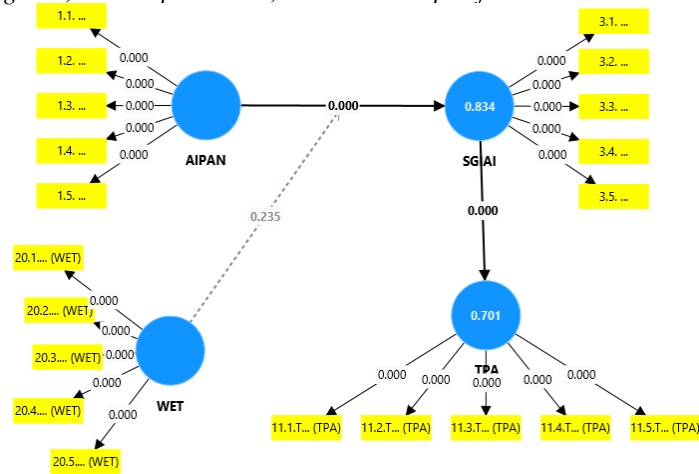 1.1. ...
1.2. ...
1.3. ...
1.4. ...
1.5. ...
0.000
0.000
0.000
0.000
0.000
AIPAN
0.000
0.834
SGIAI
0.000
0.000
0.000
0.000
0.000
3.1. ...
3.2. ...
3.3. ...
3.4. ...
3.5. ...
0.235
0.000
20.1.... (WET)
20.2.... (WET)
20.3.... (WET)
20.4.... (WET)
20.5.... (WET)
0.000
0.000
0.000
0.000
0.000
WET
0.701
TPA
0.000
0.000
0.000
0.000
0.000
11.1.T... (TPA)
11.2.T... (TPA)
11.3.T... (TPA)
11.4.T... (TPA)
11.5.T... (TPA)